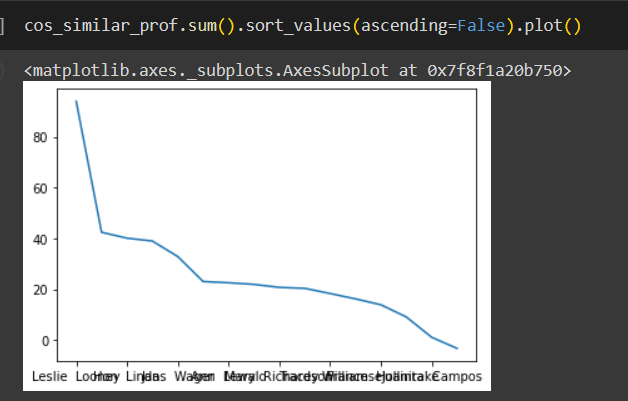 ] cos_similar_prof.sum().sort_values(ascending=False).plot()
<matplotlib.axes._subplots.AxesSubplot at 0x7f8f1a20b750>
80
60
40
20
0
Leslie Campos